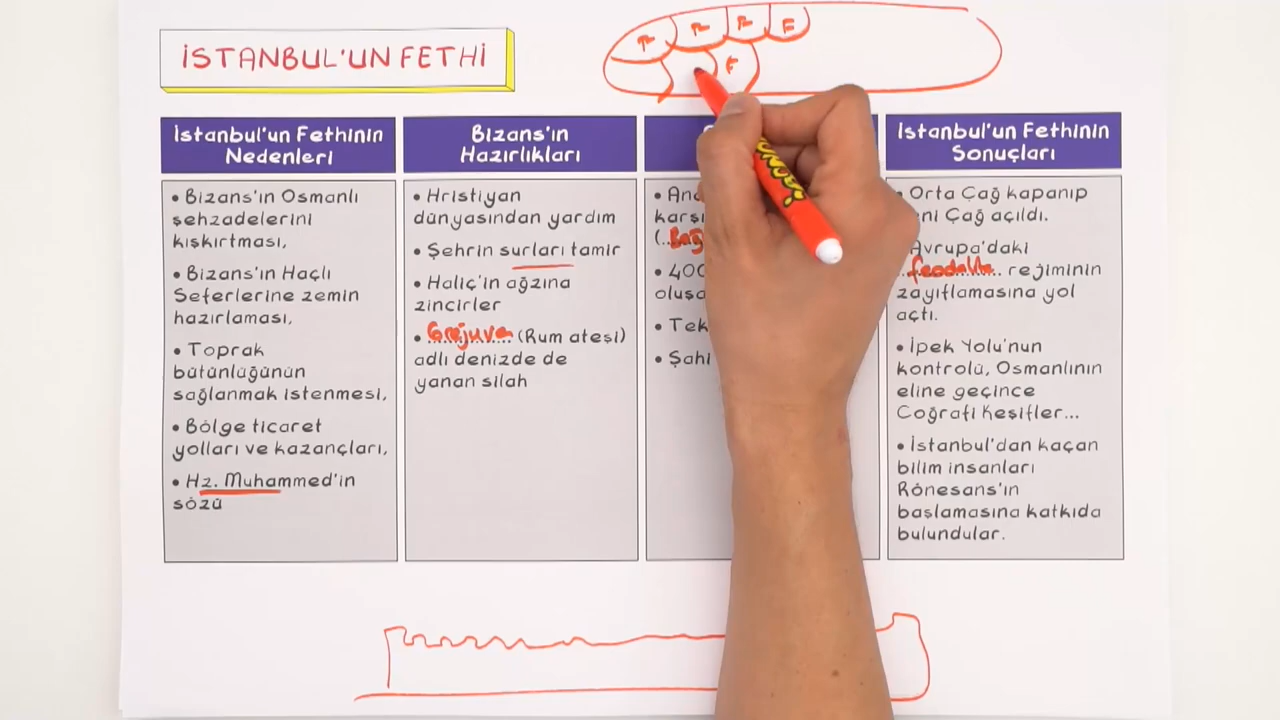 İSTANBUL'UN FETHİ
İstanbul'un Fethinin
Nedenleri
• Bizans'ın Osmanlı
şehzadelerini
kışkırtması,
• Bizans'ın Haçlı
Seferlerine zemin
hazırlaması,
• Toprak
bütünlüğünün
sağlanmak istenmesi,
• Bölge ticaret
yolları ve kazançları,
• Hz. Muhammed'in
sözü
Bizans'ın
Hazırlıkları
• Hristiyan
dünyasından yardım
• Şehrin surları tamir
• Haliç'in ağzına
zincirler
• Grejuva (Rum ateşi)
adlı denizde de
yanan silah
karşı
• 400
• Tek
• Şahi
İstanbul'un Fethinin
Sonuçları
• Orta Çağ kapanıp
Çağ açıldı.
Avrupa'daki
rejiminin
zayıflamasına yol
açtı.
• İpek Yolu'nun
kontrolü, Osmanlının
eline geçince
Coğrafi Keşifler...
• İstanbul'dan kaçan
bilim insanları
Rönesans'ın
başlamasına katkıda
bulundular.